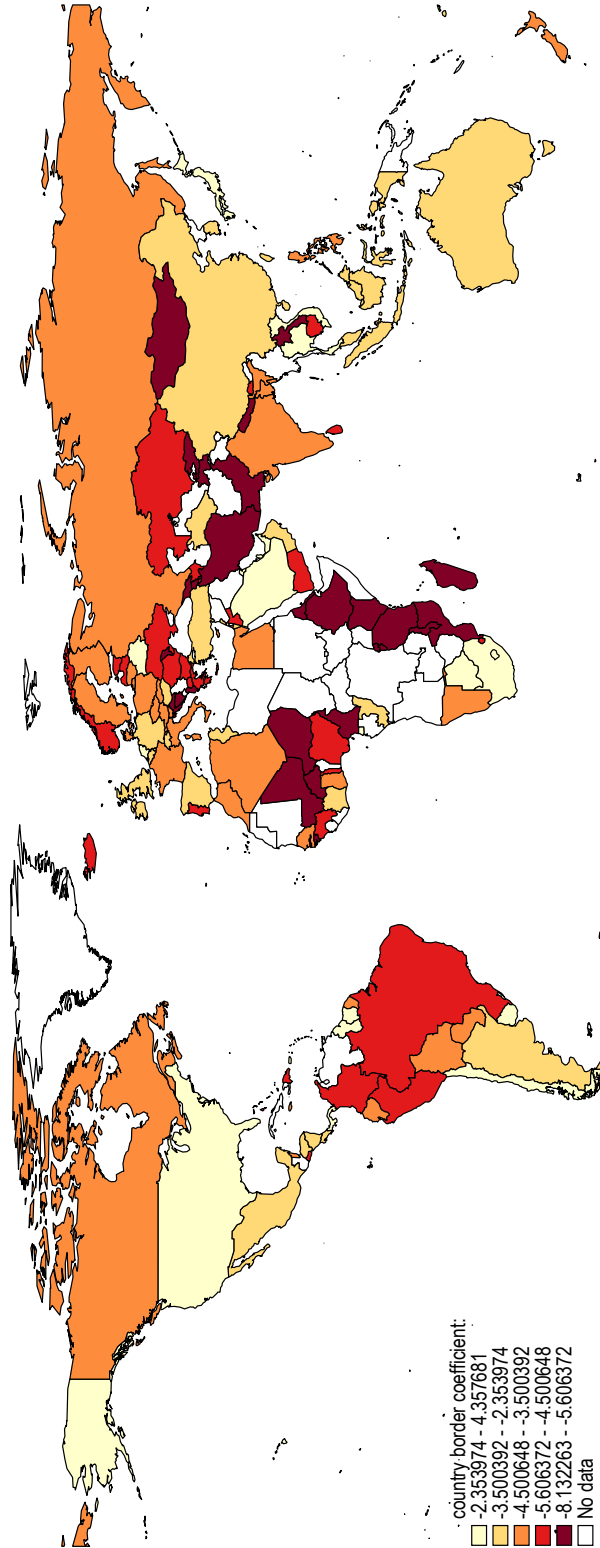 country border coefficient:
-2.353974 - 4.357681
-3.500392 - -2.353974
-4.500648 - -3.500392
-5.606372 - -4.500648
-8.132263 - -5.606372
No data